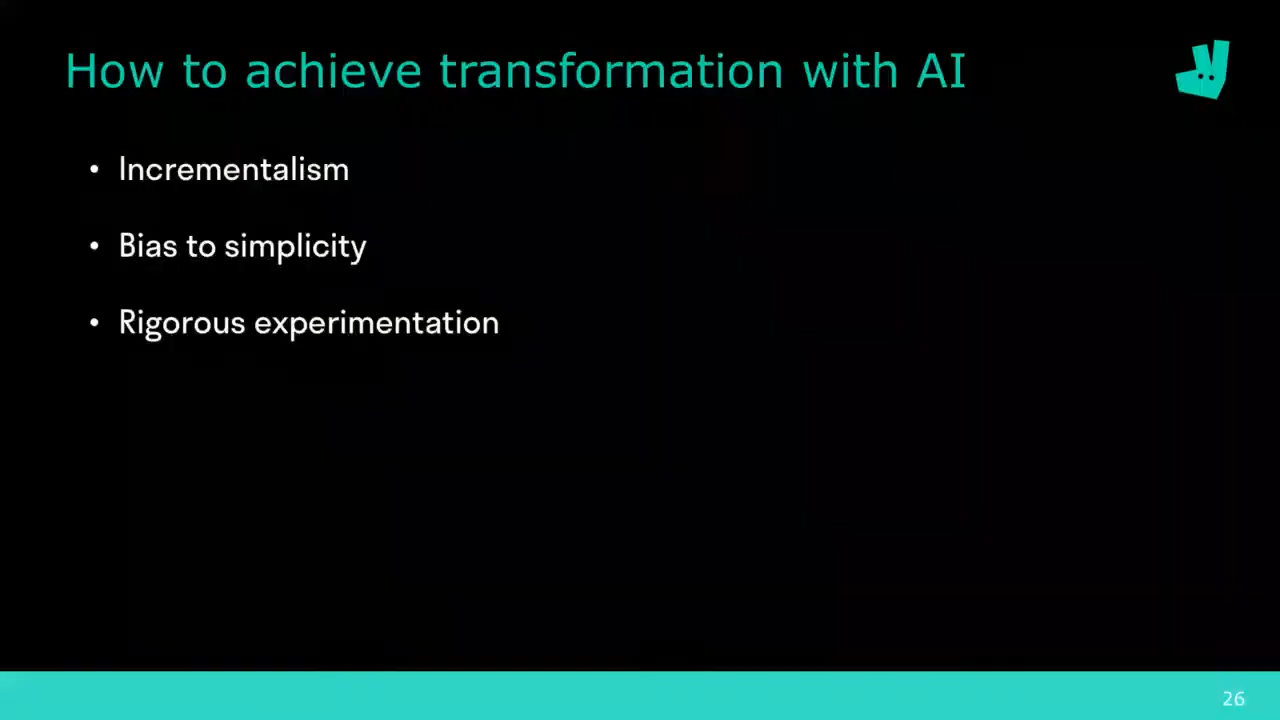 How to achieve transformation with AI
• Incrementalism
• Bias to simplicity
• Rigorous experimentation
26